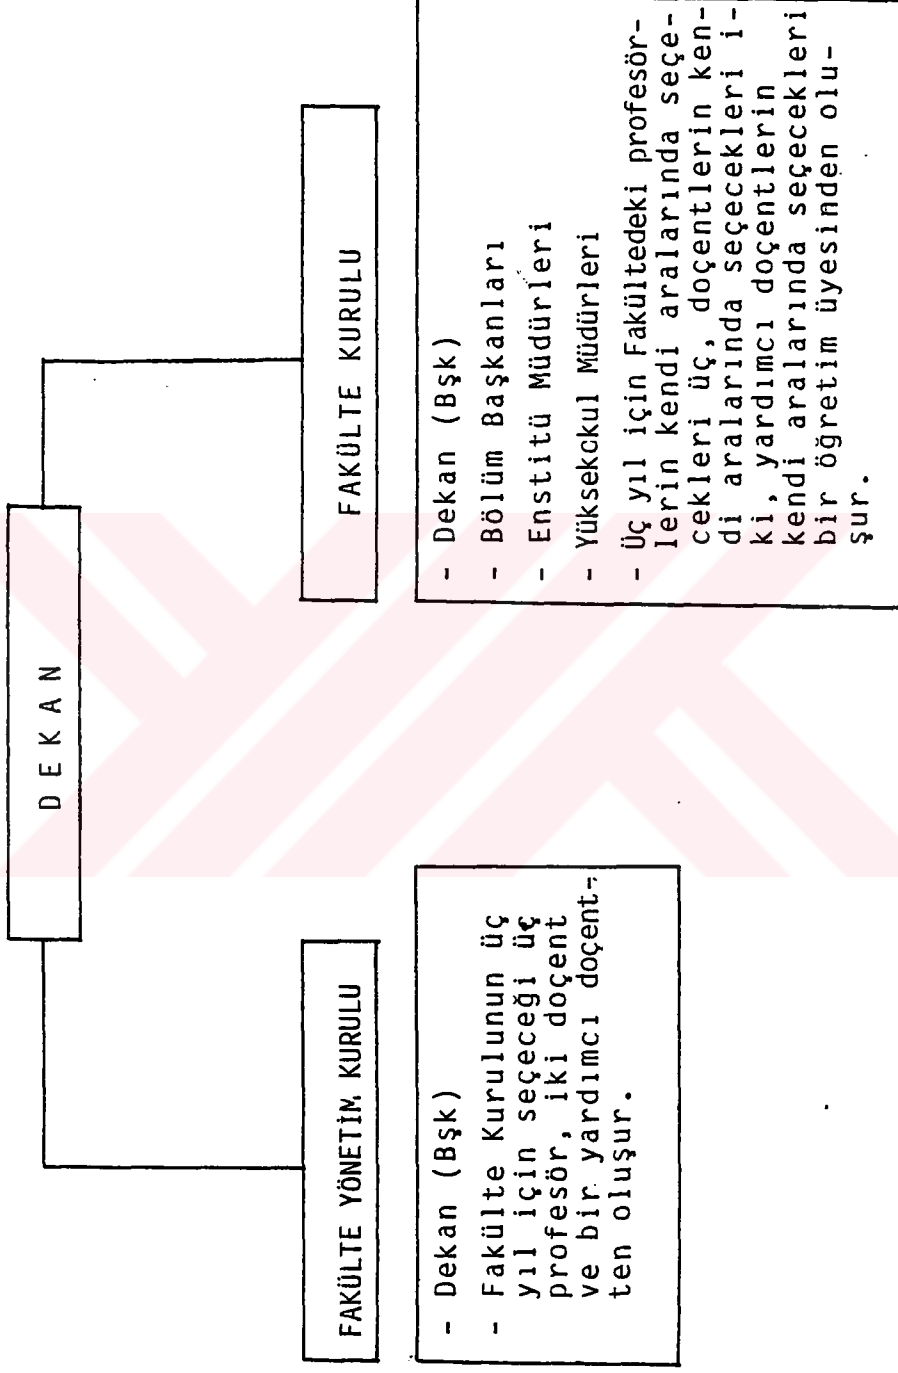 D E K A N
FAKÜLTE YÖNETİM KURULU
- Dekan (Bşk)
- Fakülte Kurulunun üç
yıl için seçeceği üç
profesör, iki doçent
ve bir yardımcı doçent-
ten oluşur.
FAKÜLTE KURULU
- Dekan (Bşk)
- Bölüm Başkanları
- Enstitü Müdürleri
- Yüksekckul Müdürleri
- Üç yıl için Fakültedeki profesör-
lerin kendi aralarında seçe-
cekleri üç, doçentlerin ken-
di aralarında seçecekleri i-
ki, yardımcı doçentlerin
kendi aralarında seçecekleri
bir öğretim üyesinden olu-
şur.